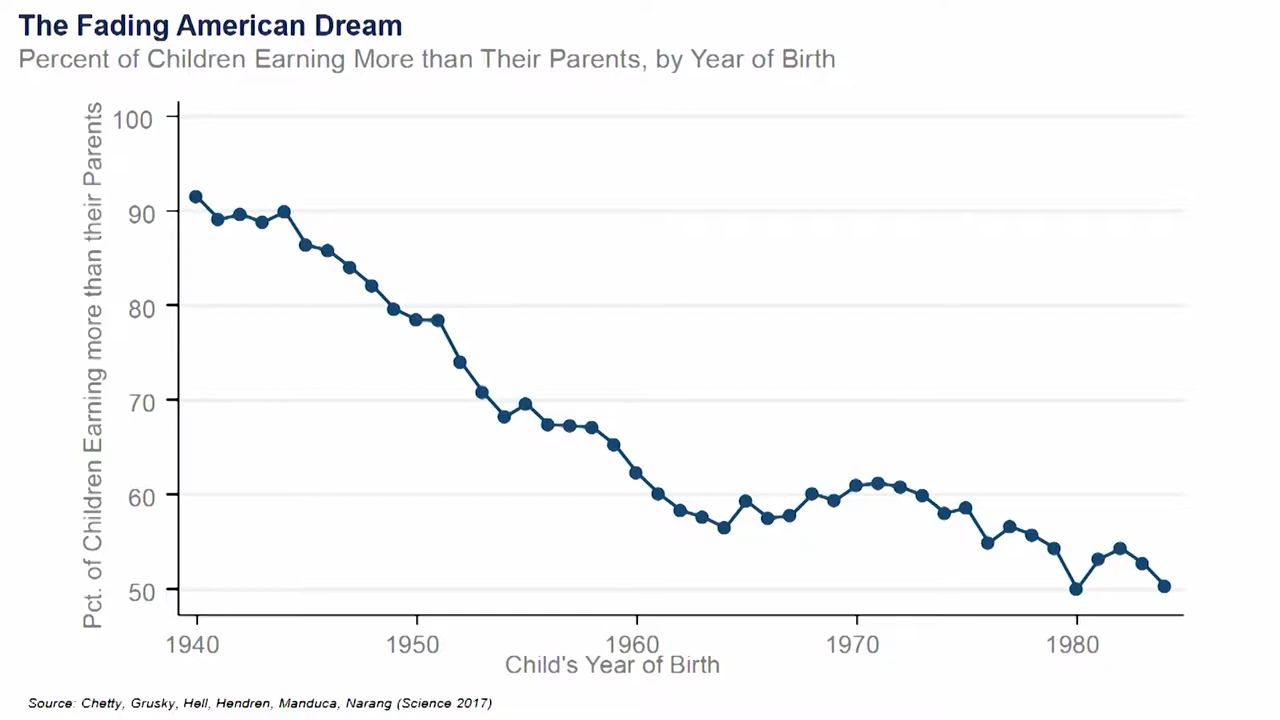 The Fading American Dream
Percent of Children Earning More than Their Parents, by Year of Birth
Pct. of Children Earning more than their Parents
100
90
80
70
60
50
1940 1950 1960 1970 1980
Child's Year of Birth
Source: Chetty, Grusky, Hell, Hendren, Manduca, Narang (Science 2017)